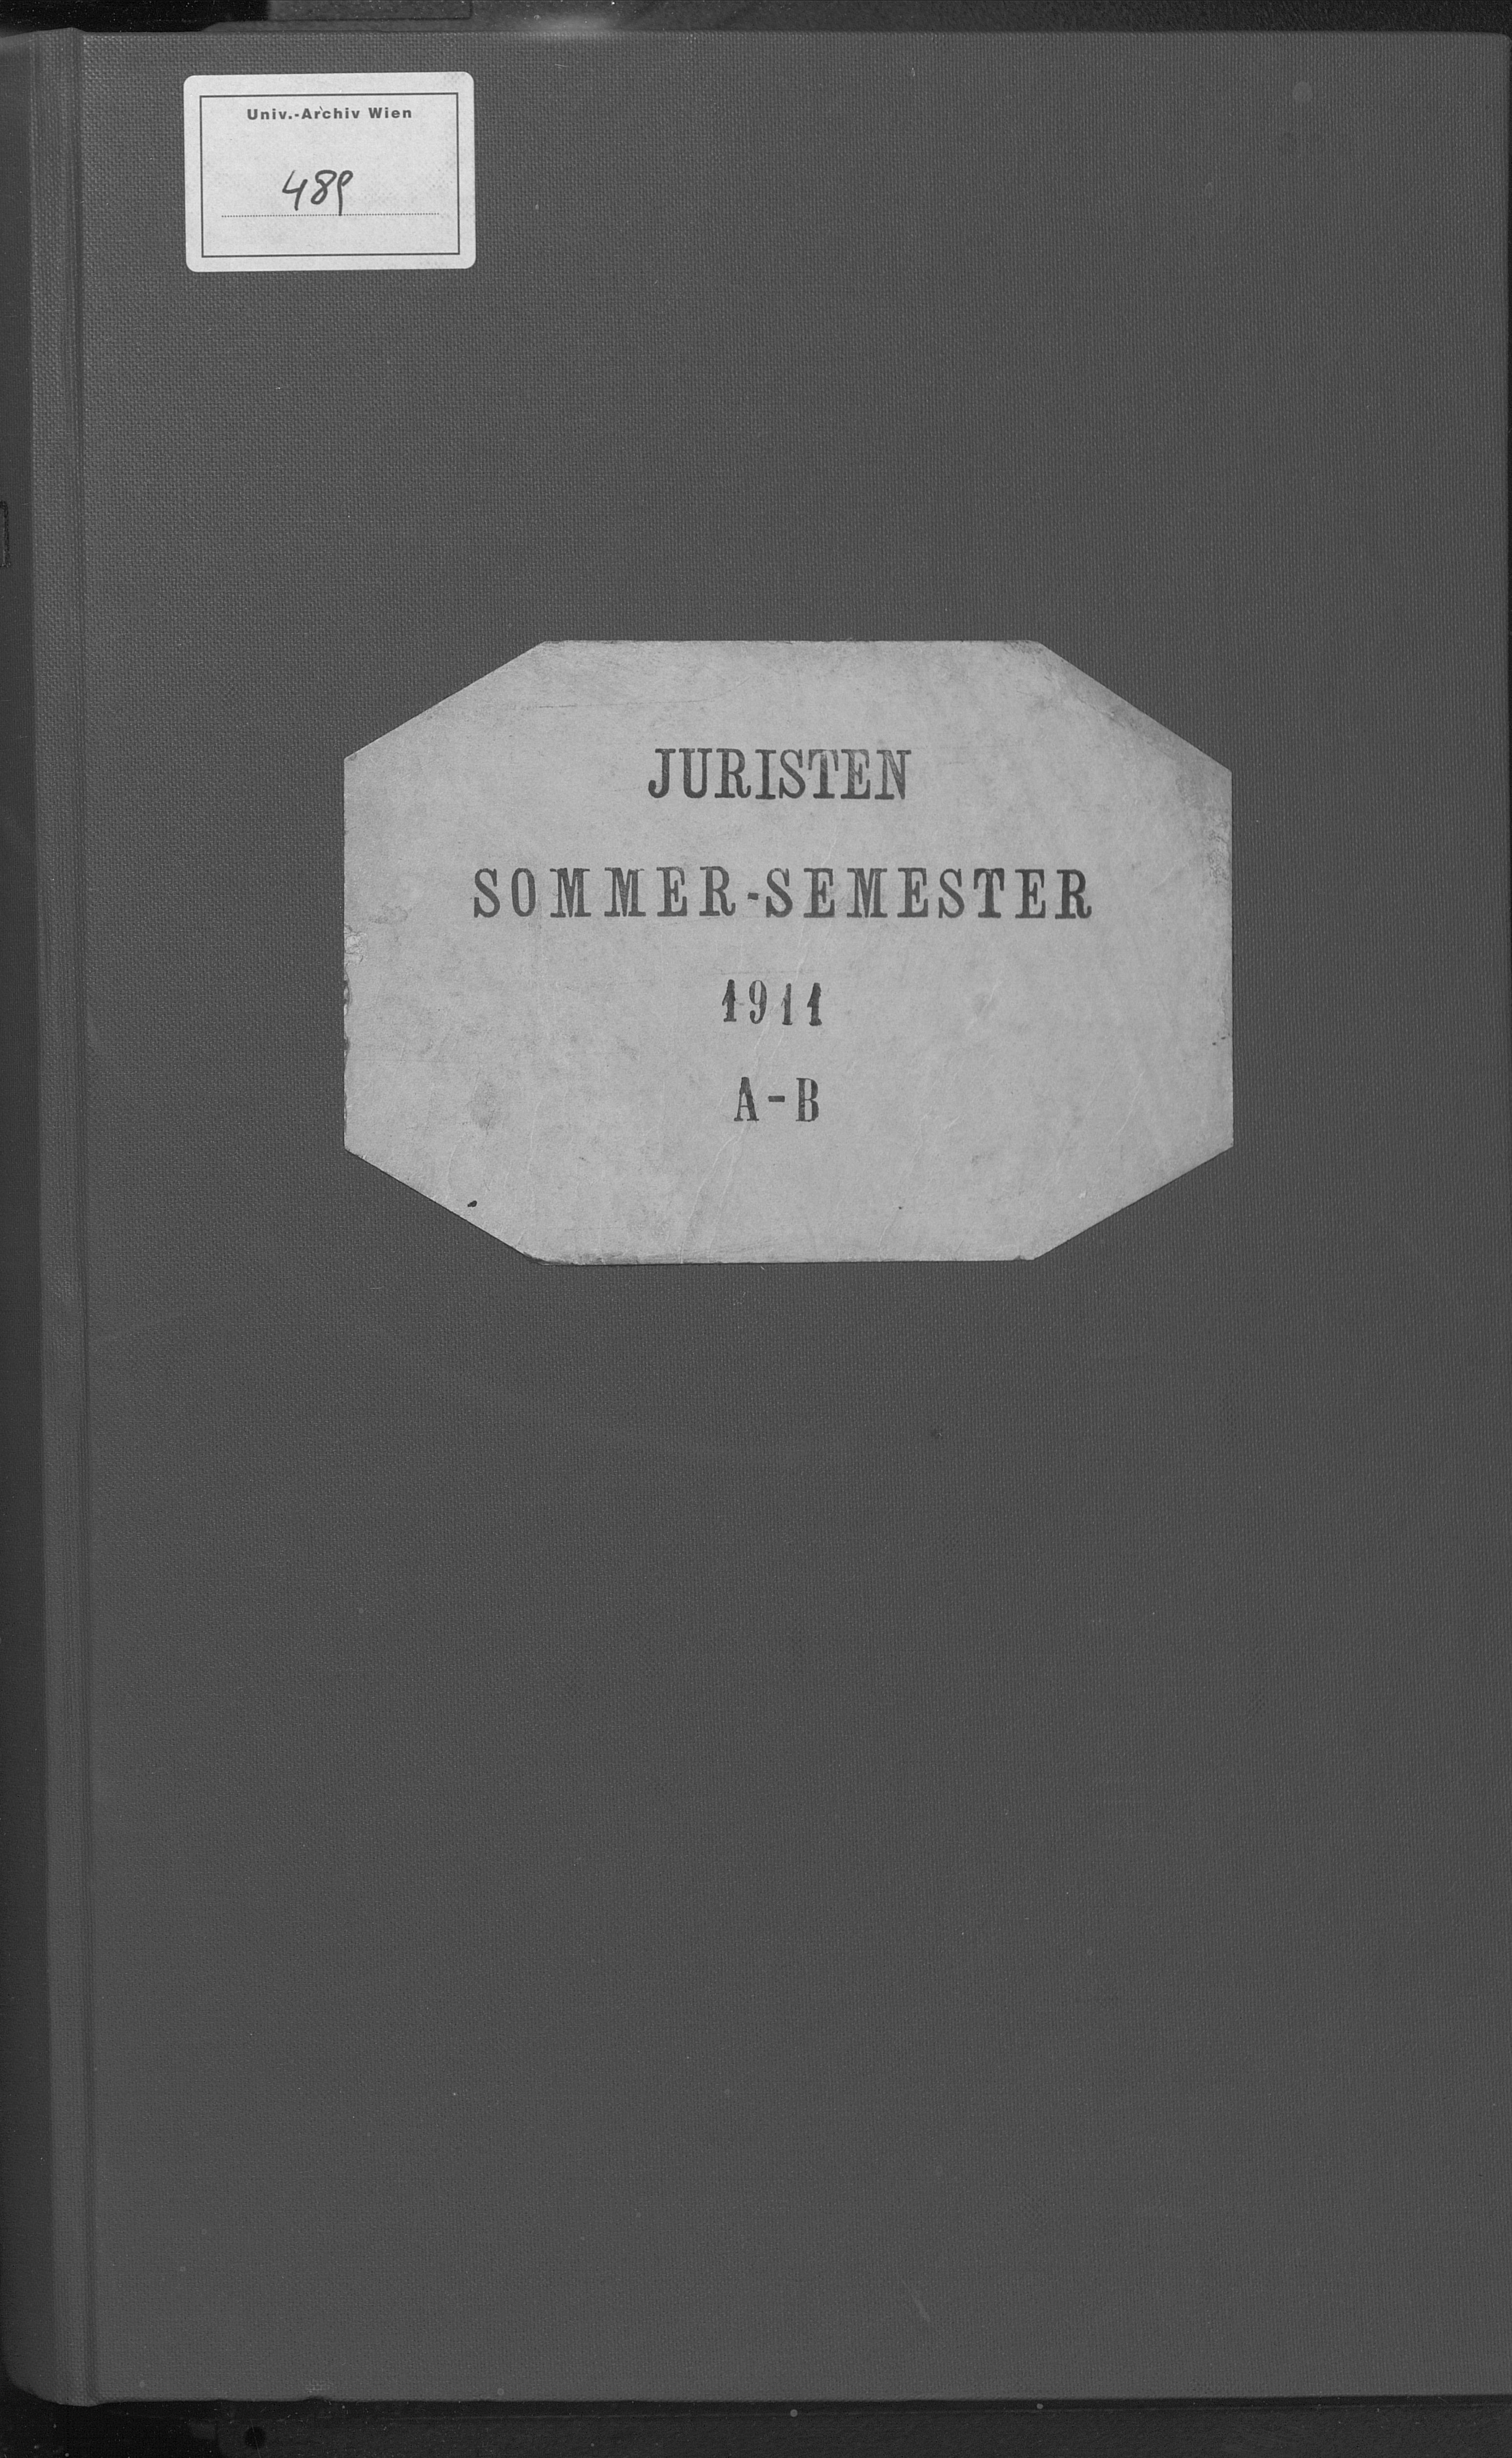 Univ.-Archiv Wien
489
JURISTEN
SOMMER-SEMESTER
1911
A-B